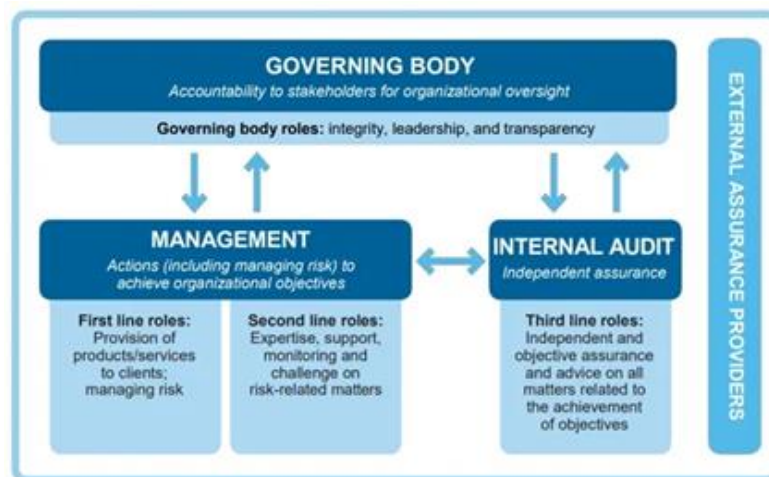 GOVERNING BODY
Accountability to stakeholders for organizational oversight
Governing body roles: integrity, leadership, and transparency
MANAGEMENT
Actions (including managing risk) to
achieve organizational objectives
First line roles:
Provision of
products/services
to clients;
managing risk
Second line roles:
Expertise, support,
monitoring and
challenge on
risk-related matters
INTERNAL AUDIT
Independent assurance
Third line roles:
Independent and
objective assurance
and advice on all
matters related to
the achievement
of objectives
EXTERNAL ASSURANCE PROVIDERS